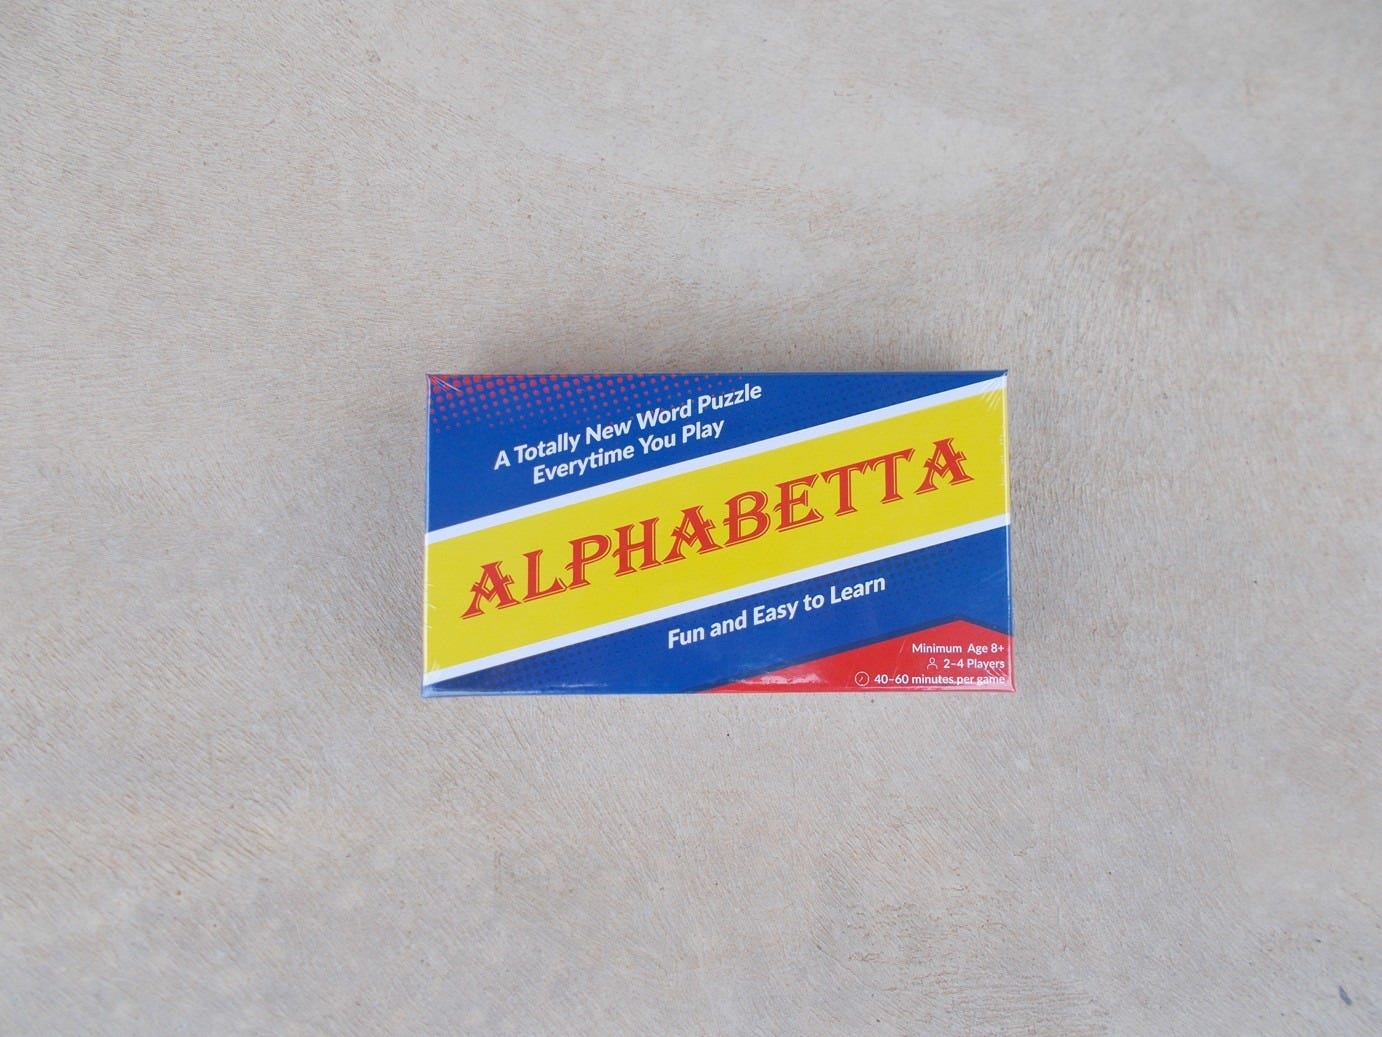 A Totally New Word Puzzle
Everytime You Play
ALPHABETTA
Fun and Easy to Learn
Minimum Age 8+
2-4 Players
40-60 minutes per game